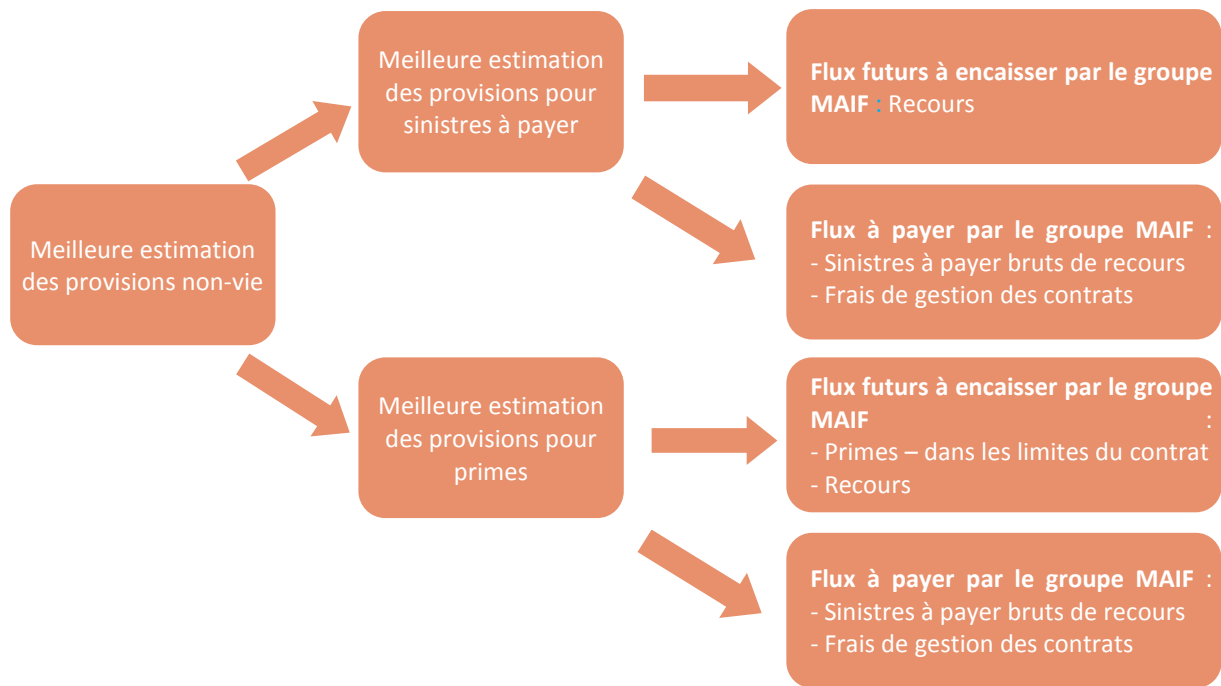 Meilleure estimation
des provisions non-vie
Meilleure estimation
des provisions pour
sinistres à payer
Flux futurs à encaisser par le groupe
MAIF : Recours
Flux à payer par le groupe MAIF :
- Sinistres à payer bruts de recours
- Frais de gestion des contrats
Meilleure estimation
des provisions pour
primes
Flux futurs à encaisser par le groupe
MAIF :
- Primes – dans les limites du contrat
- Recours
Flux à payer par le groupe MAIF :
- Sinistres à payer bruts de recours
- Frais de gestion des contrats